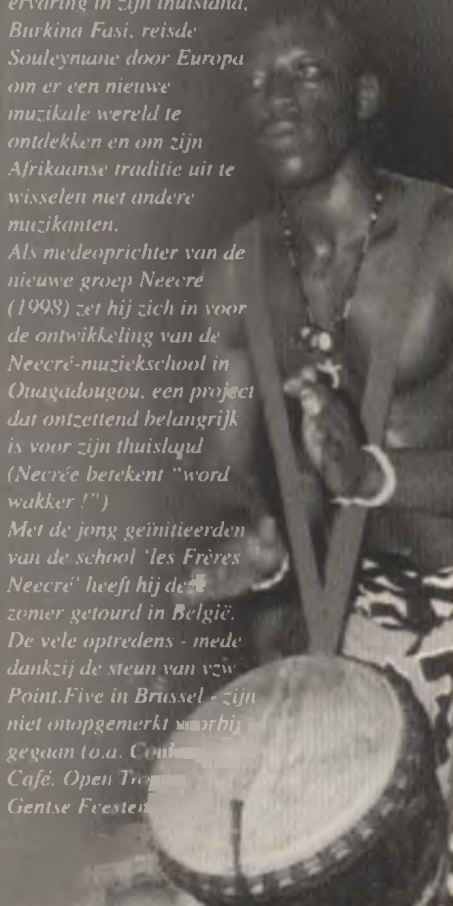 ervaring in zijn thuisland,
Burkina Fasi, reisde
Souleymane door Europa
om er een nieuwe
muzikale wereld te
ontdekken en om zijn
Afrikaanse traditie uit te
wisselen met andere
muzikanten.
Als medeoprichter van de
nieuwe groep Neecré
(1998) zet hij zich in voor
de ontwikkeling van de
Neecré-muziekschool in
Ouagadougou, een project
dat ontzettend belangrijk
is voor zijn thuisland
(Necrée betekent "word
wakker !")
Met de jong geïnitieerden
van de school 'les Frères
Neecré' heeft hij deze
zomer getourd in België.
De vele optredens - mede
dankzij de steun van vzw
Point.Five in Brussel - zijn
niet onopgemerkt voorbij
gegaan (o.a.
Café, Open
Gentse Feesten